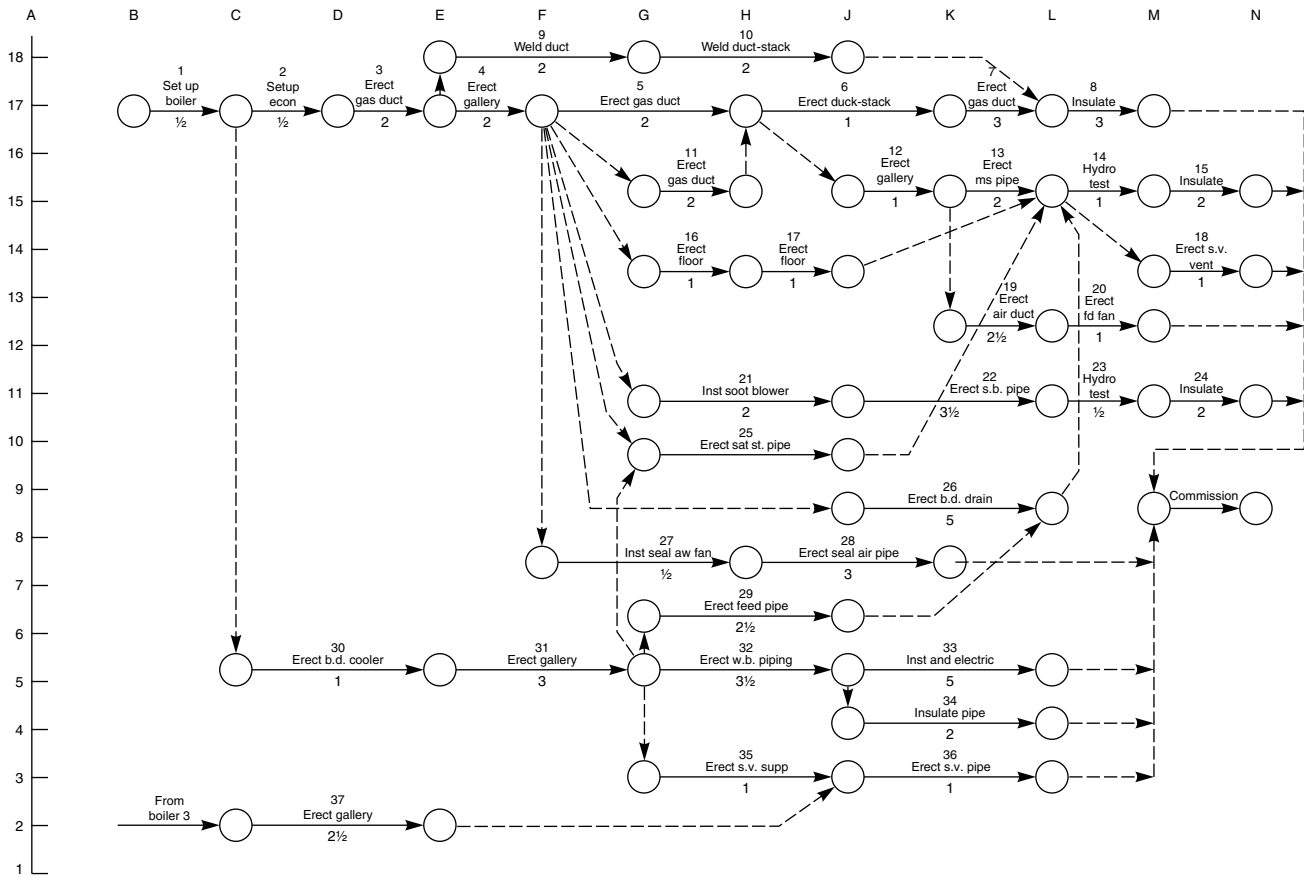 A B C D E F G H J K L M N
18
9
Weld duct
2
10
Weld duct-stack
2
17
1
Set up
boiler
½
2
Setup
econ
½
3
Erect
gas duct
2
4
Erect
gallery
2
5
Erect gas duct
2
6
Erect duck-stack
1
7
Erect
gas duct
3
8
Insulate
3
16
11
Erect
gas duct
2
12
Erect
gallery
1
13
Erect
ms pipe
2
14
Hydro
test
1
15
Insulate
2
15
14
16
Erect
floor
1
17
Erect
floor
1
18
Erect s.v.
vent
1
13
19
Erect
air duct
2½
20
Erect
fd fan
1
12
11
21
Inst soot blower
2
22
Erect s.b. pipe
3½
23
Hydro
test
½
24
Insulate
2
10
25
Erect sat st. pipe
9
26
Erect b.d. drain
5
Commission
8
27
Inst seal aw fan
½
28
Erect seal air pipe
3
7
29
Erect feed pipe
2½
6
30
Erect b.d. cooler
1
31
Erect gallery
3
32
Erect w.b. piping
3½
33
Inst and electric
5
5
34
Insulate pipe
2
4
35
Erect s.v. supp
1
36
Erect s.v. pipe
1
3
From
boiler 3
37
Erect gallery
2½
2
1